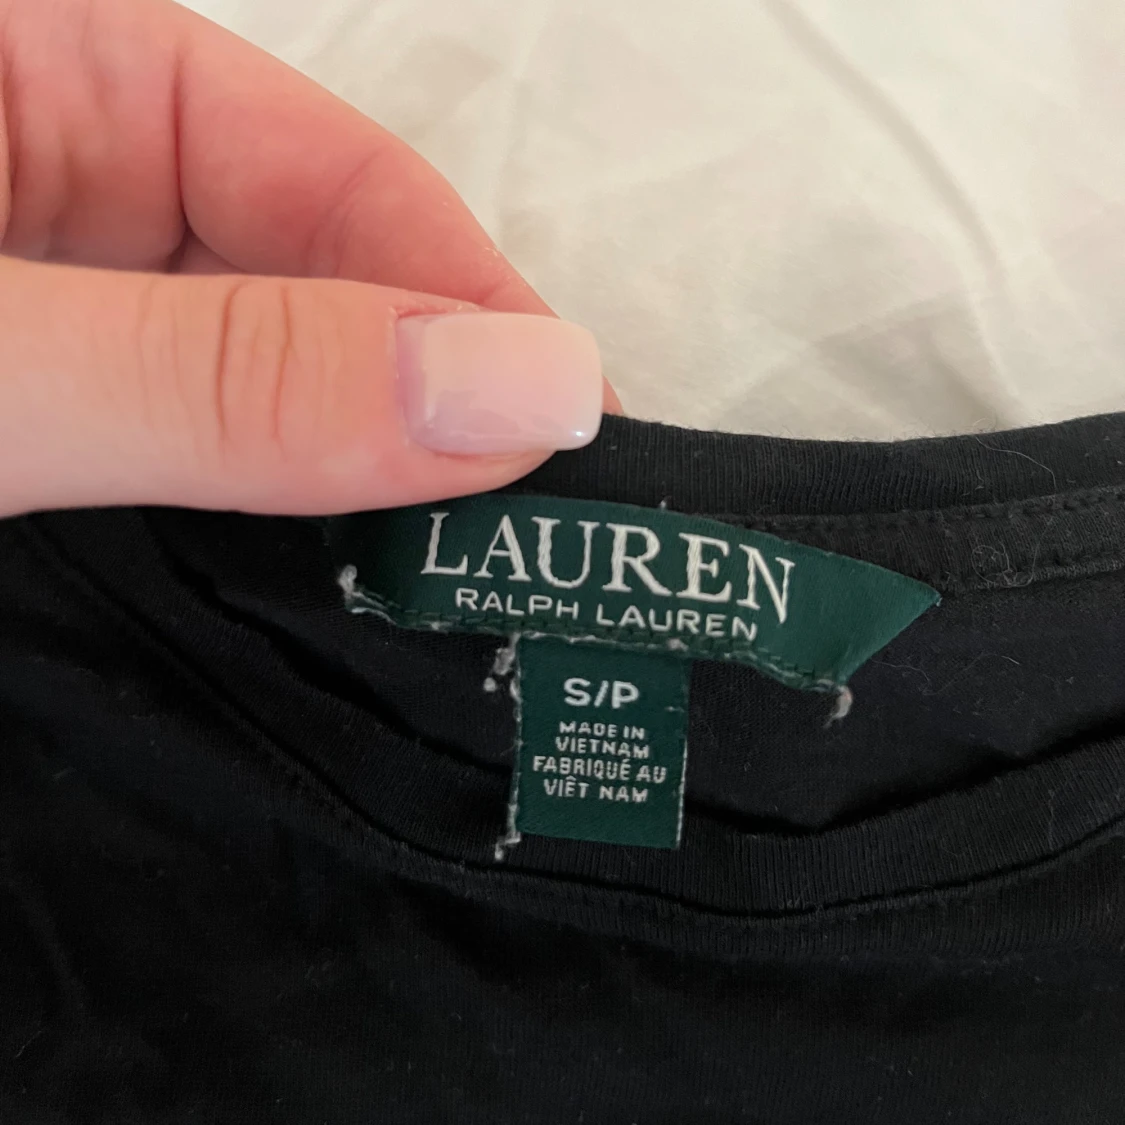 LAUREN
RALPH LAUREN
S/P
MADE IN
VIETNAM
FABRIQUÉ AU
VIÊT NAM